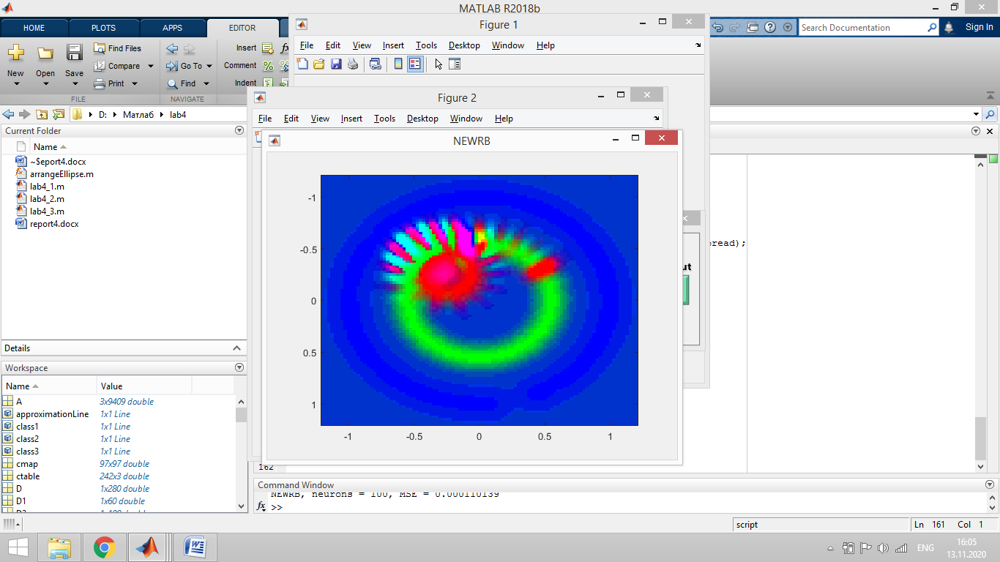 MATLAB R2018b
HOME PLOTS APPS EDITOR
Search Documentation
Sign In
New
Open
Save
Find Files
Compare
Print
FILE
Go To
Find
NAVIGATE
Insert fx
Comment %
Indent
D: Матлаб lab4
Current Folder
Name
~$eport4.docx
arrangeEllipse.m
lab4_1.m
lab4_2.m
lab4_3.m
report4.docx
Details
Workspace
Name Value
A 3x9409 double
approximationLine 1x1 Line
class1 1x1 Line
class2 1x1 Line
class3 1x1 Line
cmap 97x97 double
ctable 242x3 double
D 1x280 double
D1 1x60 double
Figure 1
File Edit View Insert Tools Desktop Window Help
Figure 2
File Edit View Insert Tools Desktop Window Help
NEWRB
-1
-0.5
0
0.5
1
-1 -0.5 0 0.5 1
pread);
ut
162
Command Window
NEWRB, neurons = 100, MSE = 0.000110139
fx >>
script Ln 161 Col 1
ENG
16:05
13.11.2020